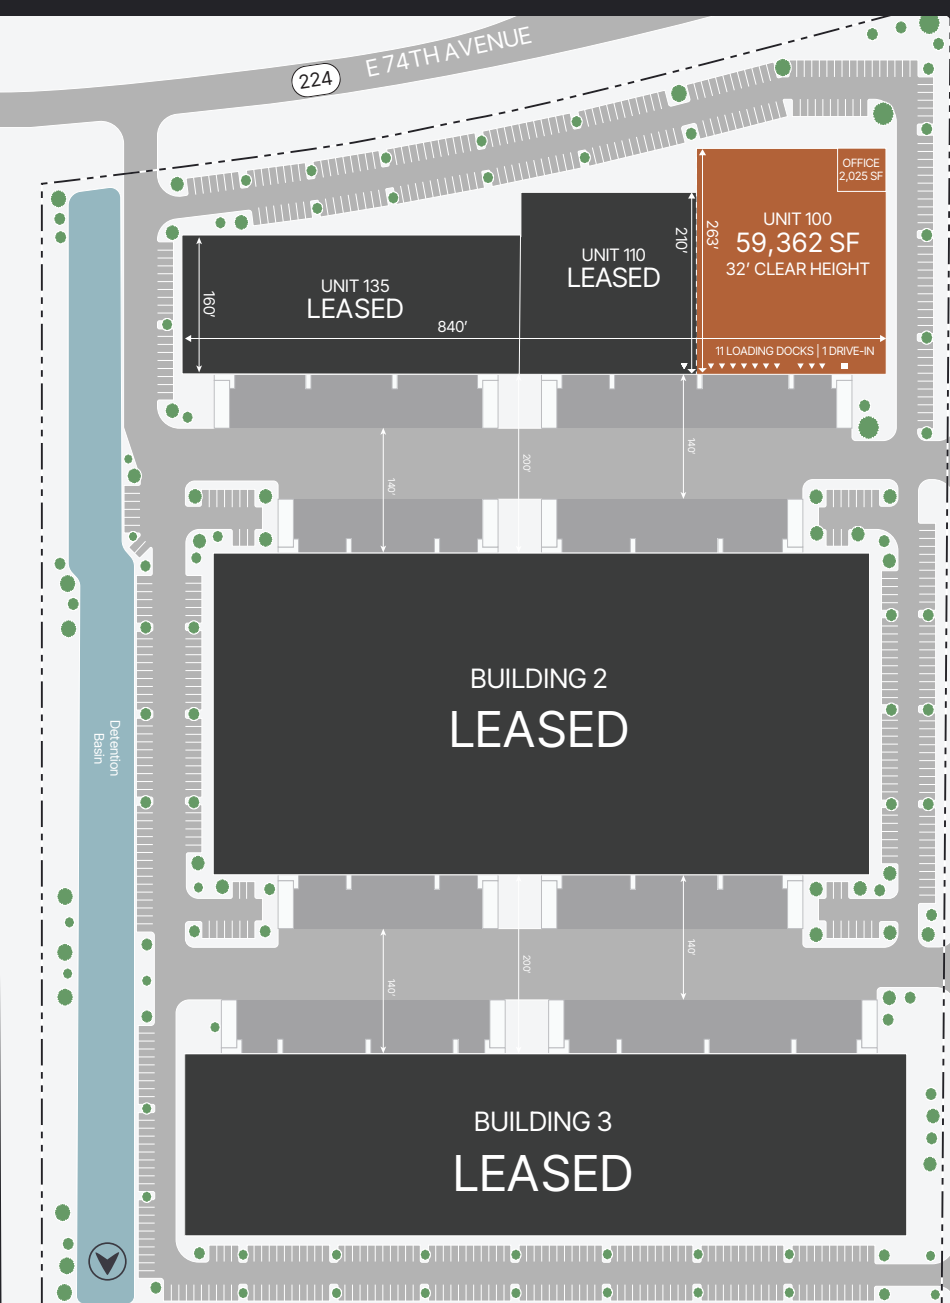 E 74TH AVENUE
224
OFFICE
2,025 SF
UNIT 100
59,362 SF
32’ CLEAR HEIGHT
263’
210’
UNIT 110
LEASED
UNIT 135
LEASED
160’
840’
11 LOADING DOCKS | 1 DRIVE-IN
140’
200’
140’
BUILDING 2
LEASED
Detention
Basin
140’
200’
140’
BUILDING 3
LEASED